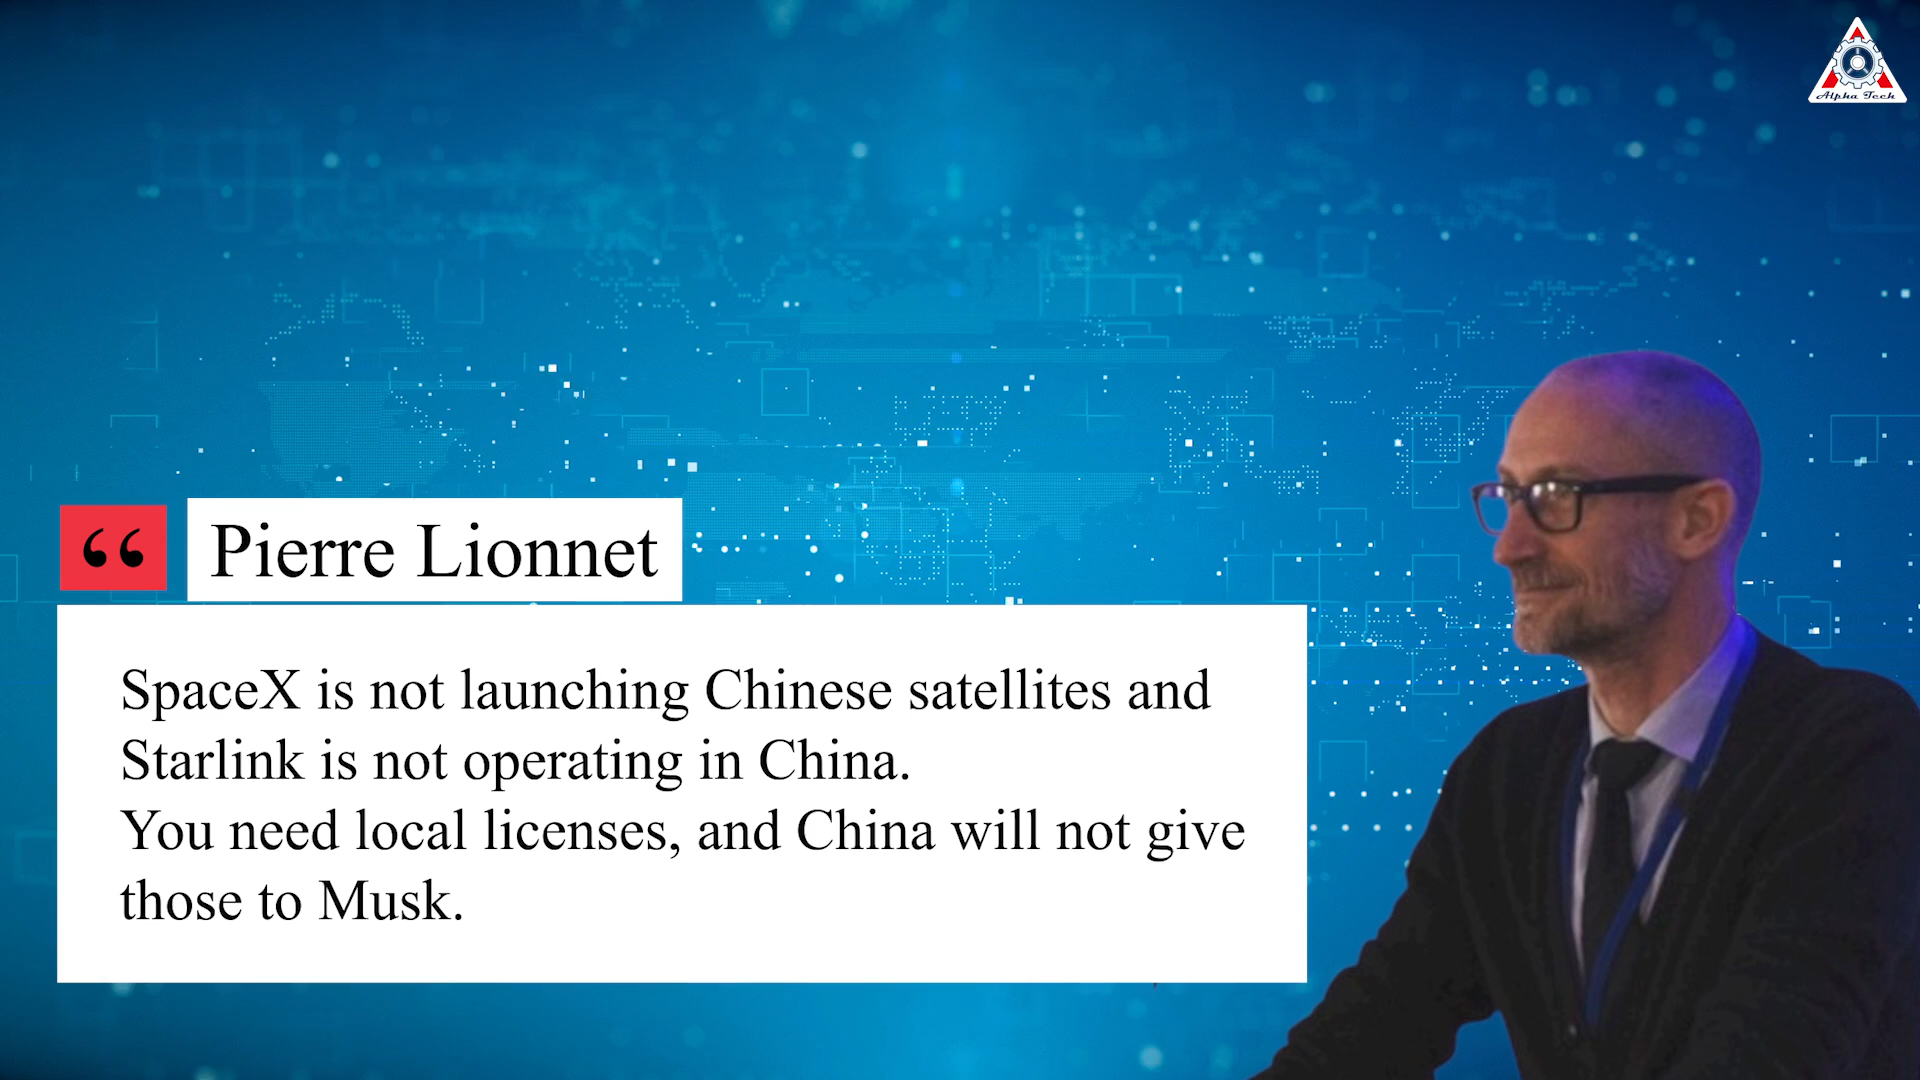 Alpha Tech
“
Pierre Lionnet
SpaceX is not launching Chinese satellites and
Starlink is not operating in China.
You need local licenses, and China will not give
those to Musk.